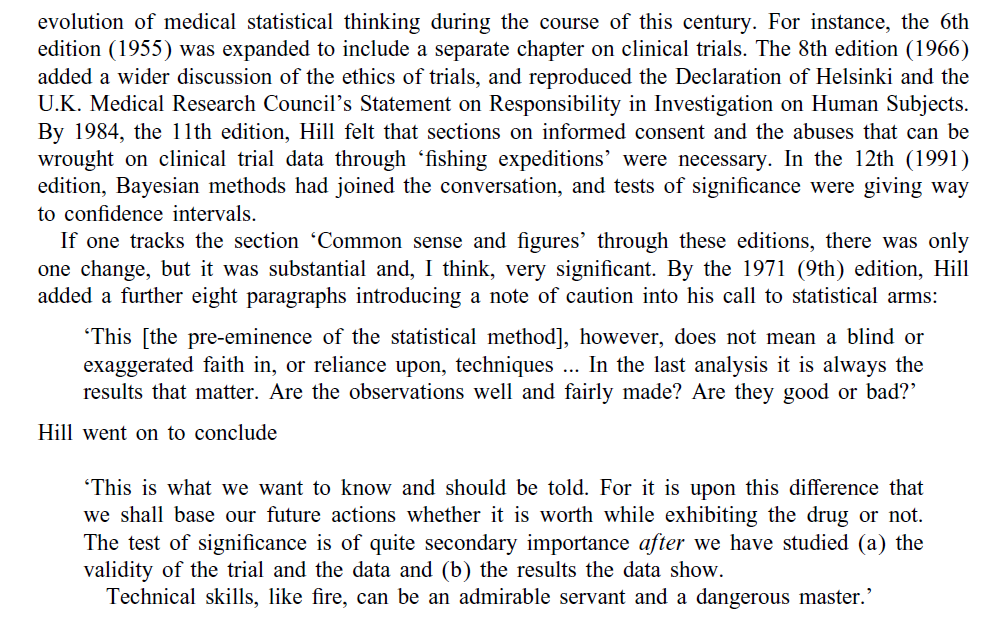 evolution of medical statistical thinking during the course of this century. For instance, the 6th
edition (1955) was expanded to include a separate chapter on clinical trials. The 8th edition (1966)
added a wider discussion of the ethics of trials, and reproduced the Declaration of Helsinki and the
U.K. Medical Research Council’s Statement on Responsibility in Investigation on Human Subjects.
By 1984, the 11th edition, Hill felt that sections on informed consent and the abuses that can be
wrought on clinical trial data through ‘fishing expeditions’ were necessary. In the 12th (1991)
edition, Bayesian methods had joined the conversation, and tests of significance were giving way
to confidence intervals.
If one tracks the section ‘Common sense and figures’ through these editions, there was only
one change, but it was substantial and, I think, very significant. By the 1971 (9th) edition, Hill
added a further eight paragraphs introducing a note of caution into his call to statistical arms:
‘This [the pre-eminence of the statistical method], however, does not mean a blind or
exaggerated faith in, or reliance upon, techniques ... In the last analysis it is always the
results that matter. Are the observations well and fairly made? Are they good or bad?’
Hill went on to conclude
‘This is what we want to know and should be told. For it is upon this difference that
we shall base our future actions whether it is worth while exhibiting the drug or not.
The test of significance is of quite secondary importance after we have studied (a) the
validity of the trial and the data and (b) the results the data show.
Technical skills, like fire, can be an admirable servant and a dangerous master.’